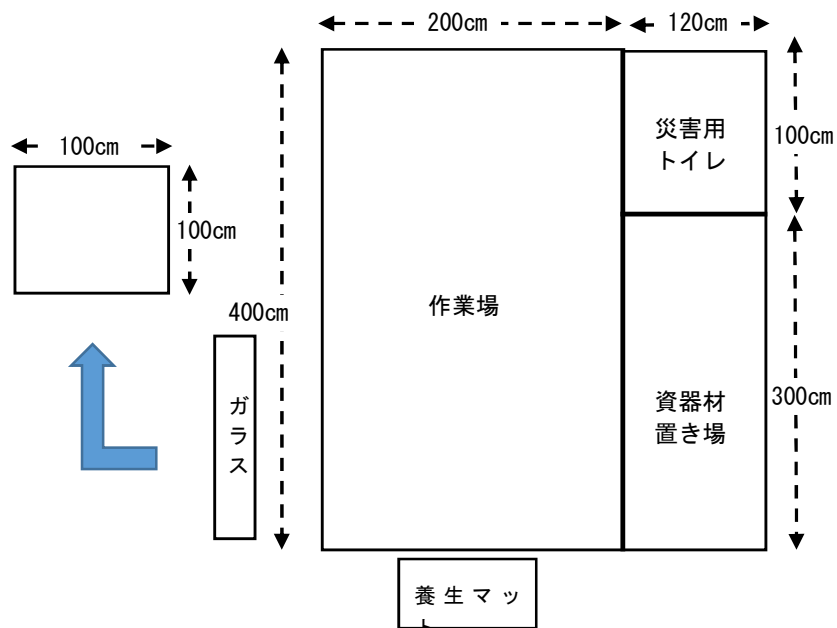 200cm
120cm
災害用
トイレ
100cm
100cm
100cm
400cm
作業場
ガラス
資器材
置き場
300cm
養生マッ
ト